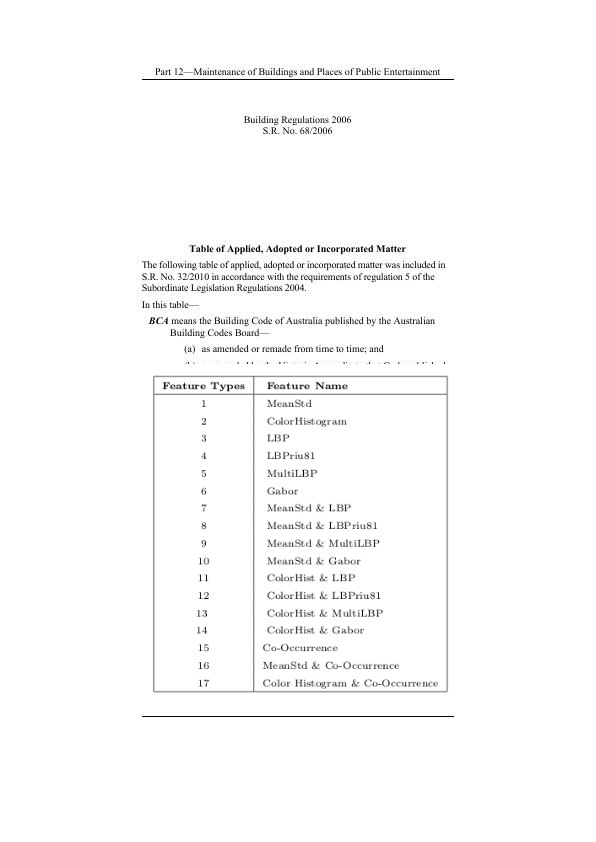 Part 12—Maintenance of Buildings and Places of Public Entertainment
Building Regulations 2006
S.R. No. 68/2006
Table of Applied, Adopted or Incorporated Matter
The following table of applied, adopted or incorporated matter was included in
S.R. No. 32/2010 in accordance with the requirements of regulation 5 of the
Subordinate Legislation Regulations 2004.
In this table—
BCA means the Building Code of Australia published by the Australian
Building Codes Board—
(a) as amended or remade from time to time; and
Feature Types Feature Name
1 MeanStd
2 ColorHistogram
3 LBP
4 LBPriu81
5 MultiLBP
6 Gabor
7 MeanStd & LBP
8 MeanStd & LBPriu81
9 MeanStd & MultiLBP
10 MeanStd & Gabor
11 ColorHist & LBP
12 ColorHist & LBPriu81
13 ColorHist & MultiLBP
14 ColorHist & Gabor
15 Co-Occurrence
16 MeanStd & Co-Occurrence
17 Color Histogram & Co-Occurrence